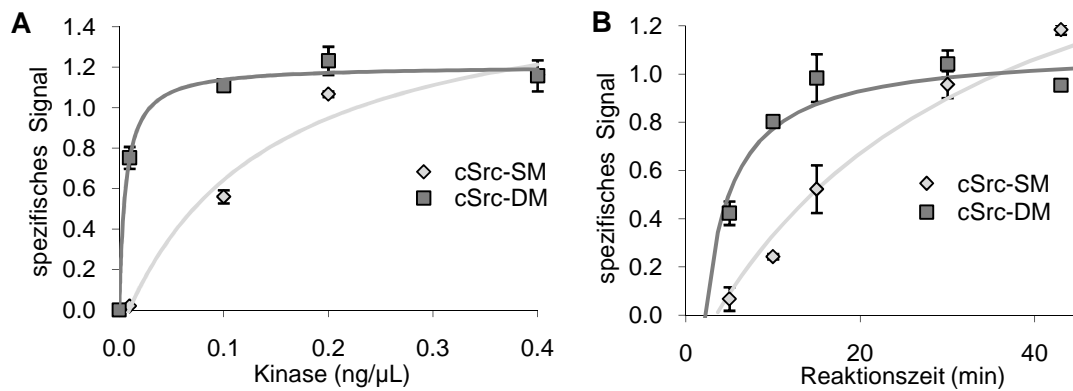 A
spezifisches Signal
1.4
1.2
1.0
0.8
0.6
0.4
0.2
0.0
0.0 0.1 0.2 0.3 0.4
Kinase (ng/µL)
cSrc-SM
cSrc-DM
B
spezifisches Signal
1.2
1.0
0.8
0.6
0.4
0.2
0.0
0 20 40
Reaktionszeit (min)
cSrc-SM
cSrc-DM